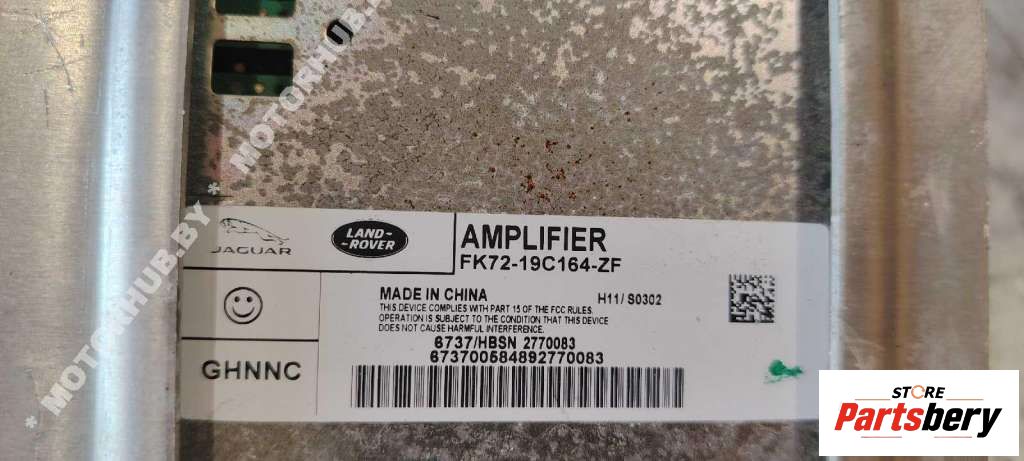 * MOTORHUB.BY * MOTORHUB.BY
JAGUAR
LAND-
-ROVER
AMPLIFIER
FK72-19C164-ZF
MADE IN CHINA
H11/ S0302
THIS DEVICE COMPLIES WITH PART 15 OF THE FCC RULES.
OPERATION IS SUBJECT TO THE CONDITION THAT THIS DEVICE
DOES NOT CAUSE HARMFUL INTERFERENCE.
6737/HBSN 2770083
673700584892770083
GHNNC
STORE
Partsbery